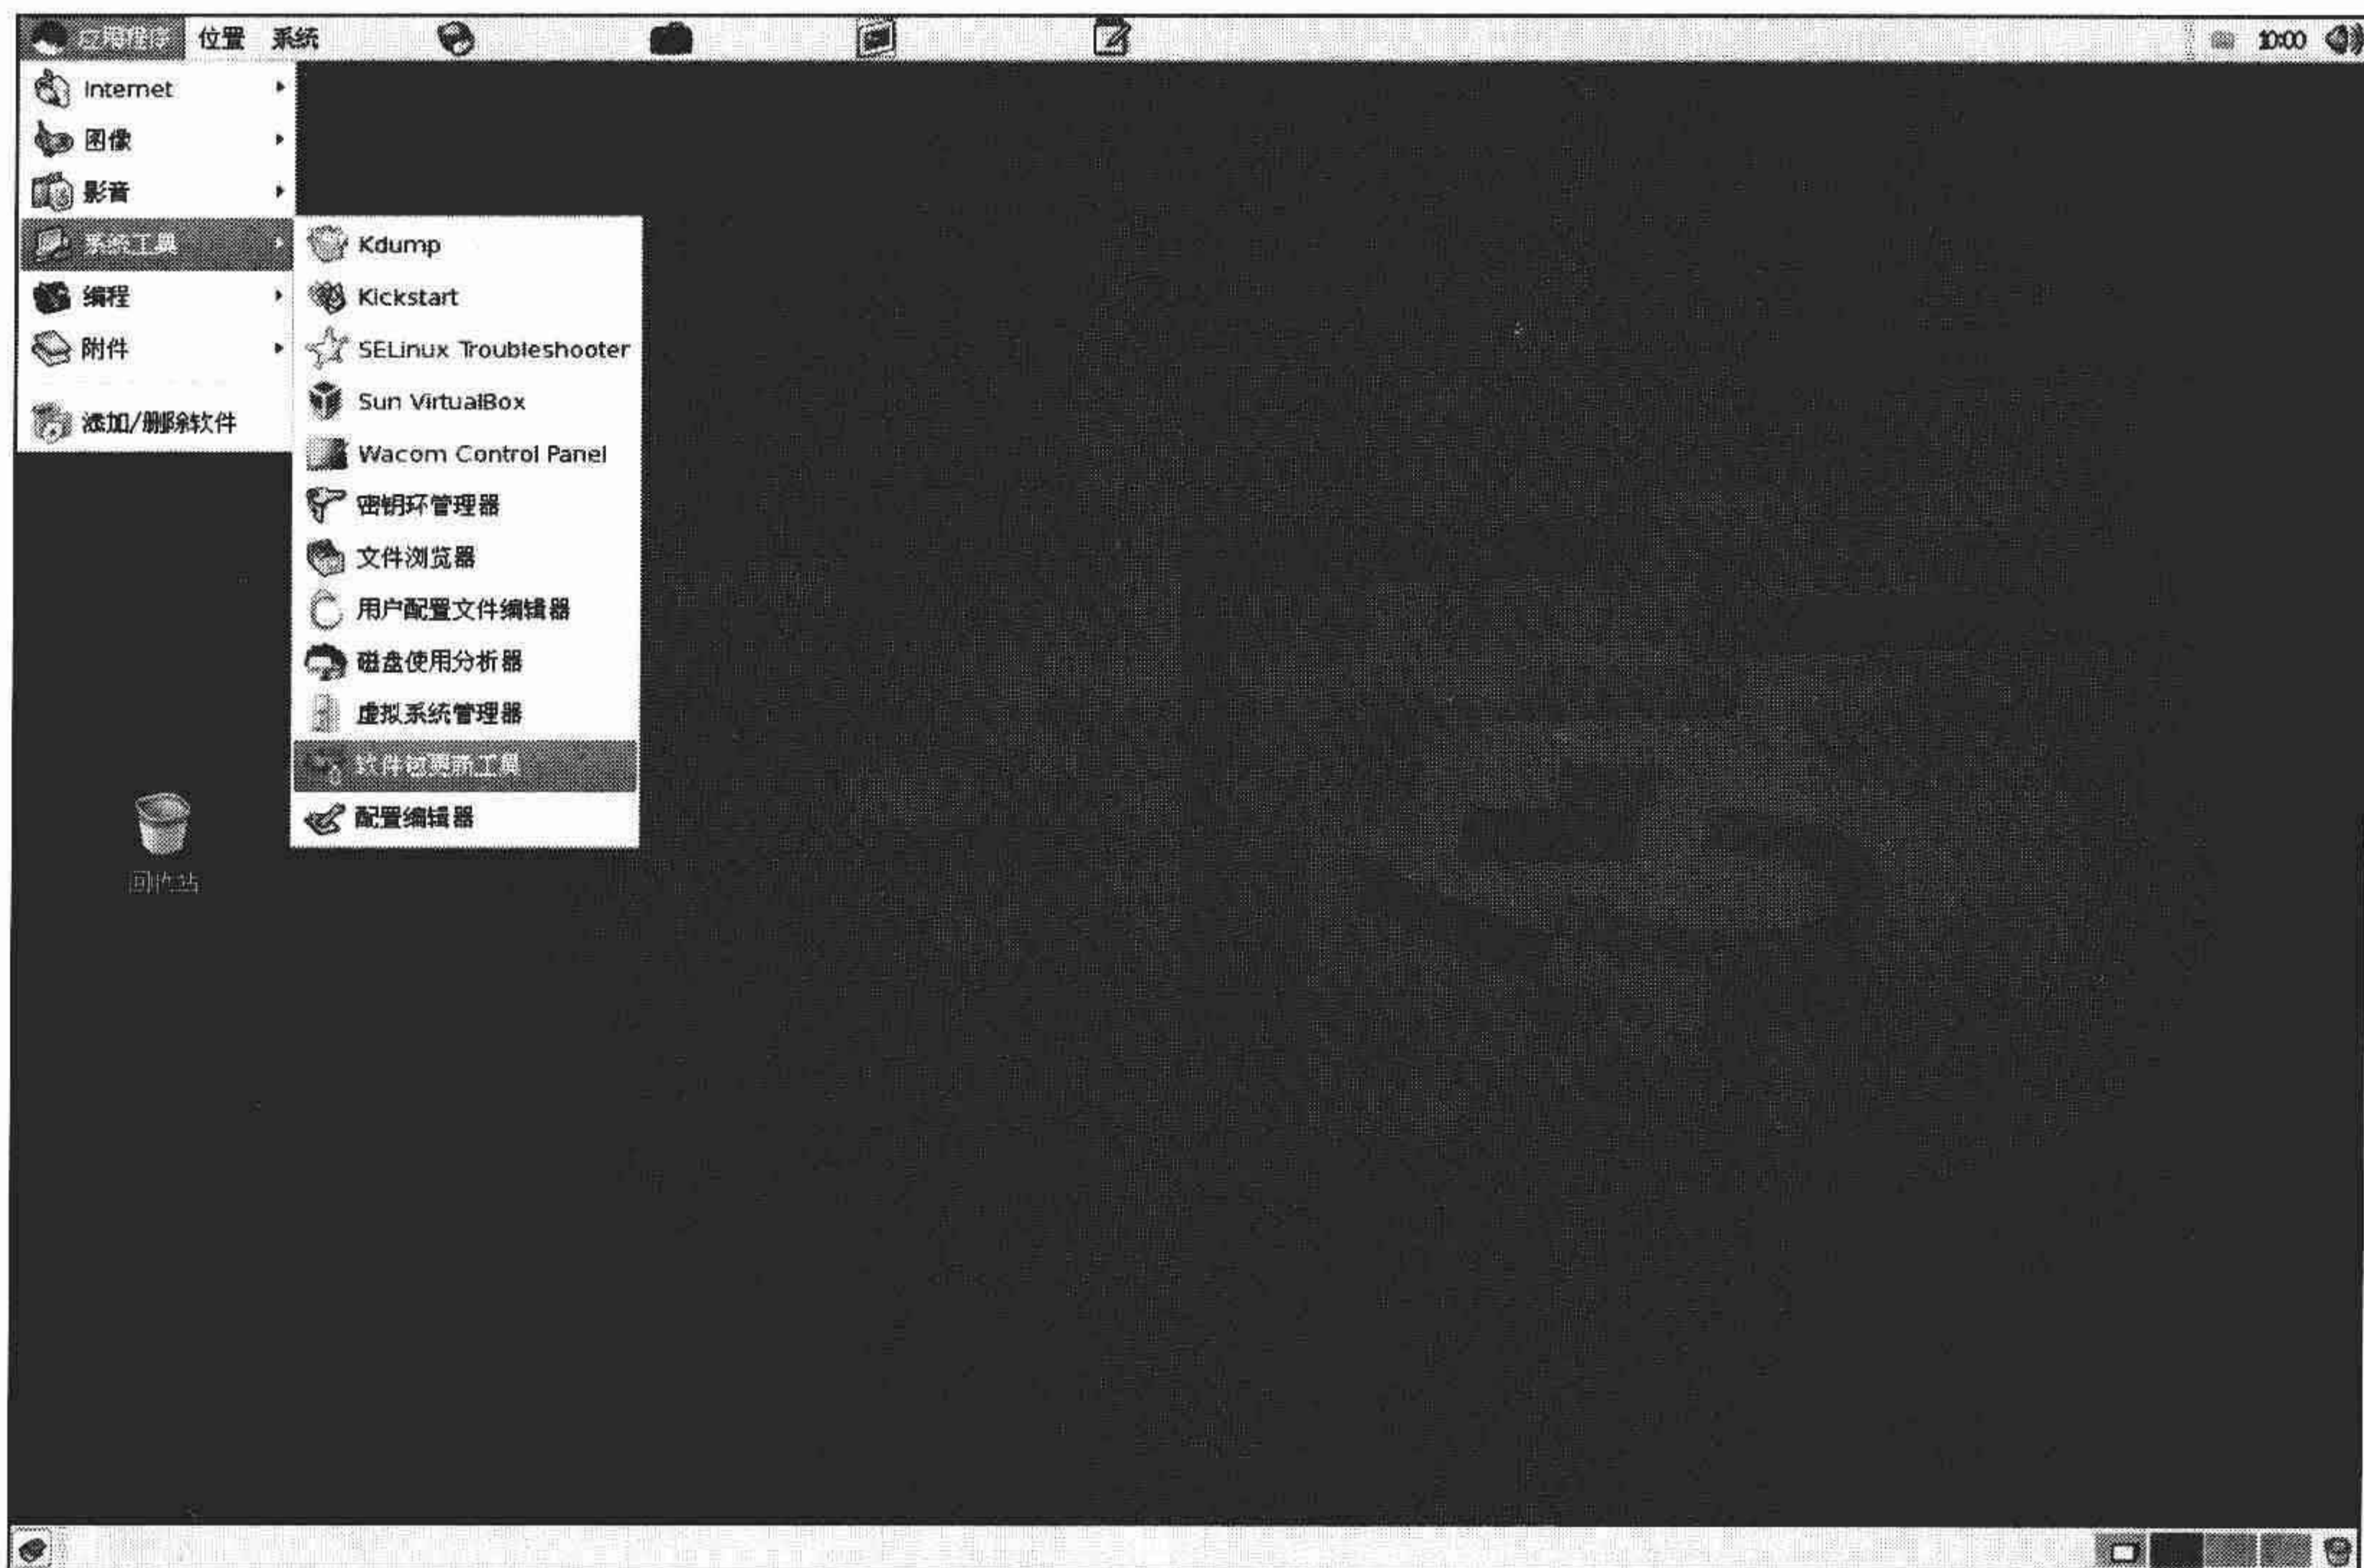 应用程序 位置 系统 10:00
Internet
图像
影音
系统工具
编程
附件
添加/删除软件
Kdump
Kickstart
SELinux Troubleshooter
Sun VirtualBox
Wacom Control Panel
密钥环管理器
文件浏览器
用户配置文件编辑器
磁盘使用分析器
虚拟系统管理器
软件包更新工具
配置编辑器
回收站